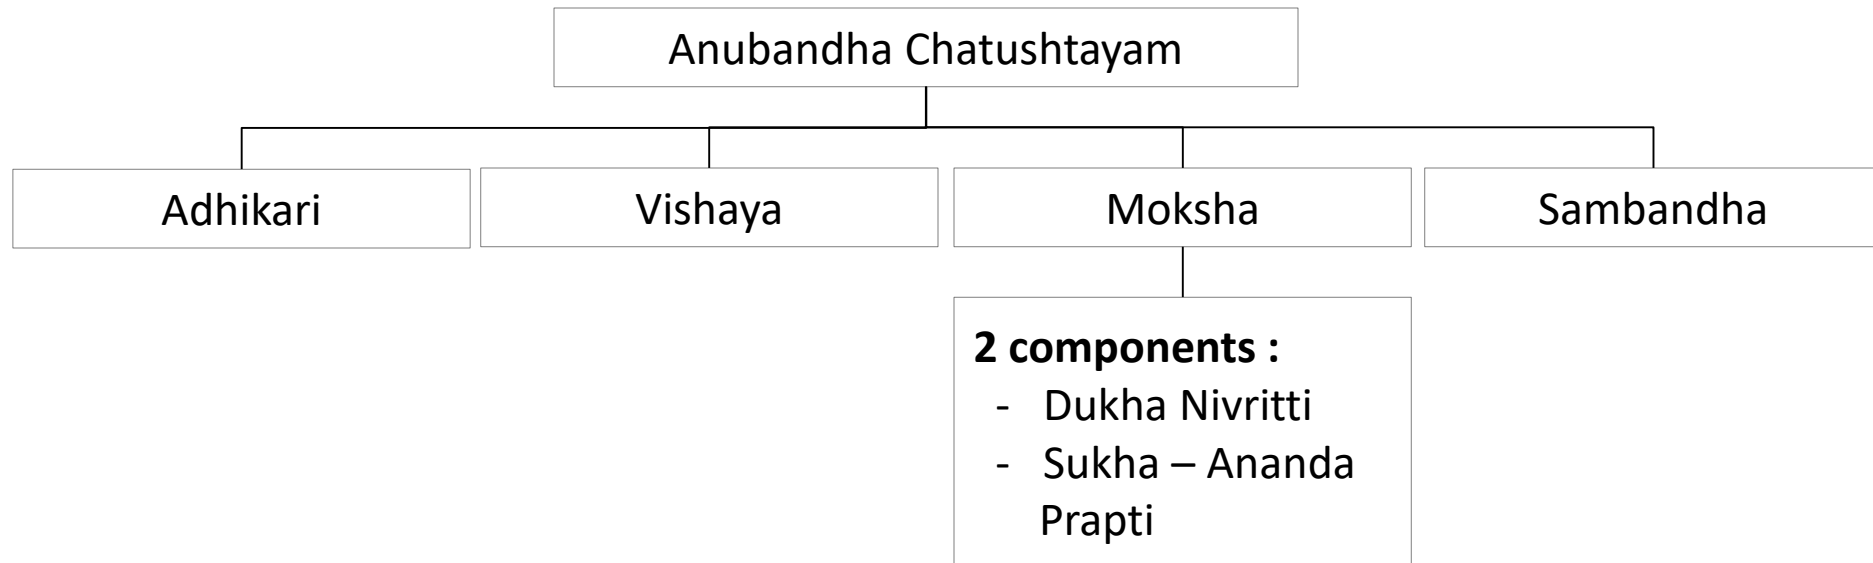 Anubandha Chatushtayam
Adhikari
Vishaya
Moksha
Sambandha
2 components :
- Dukha Nivritti
- Sukha – Ananda
Prapti